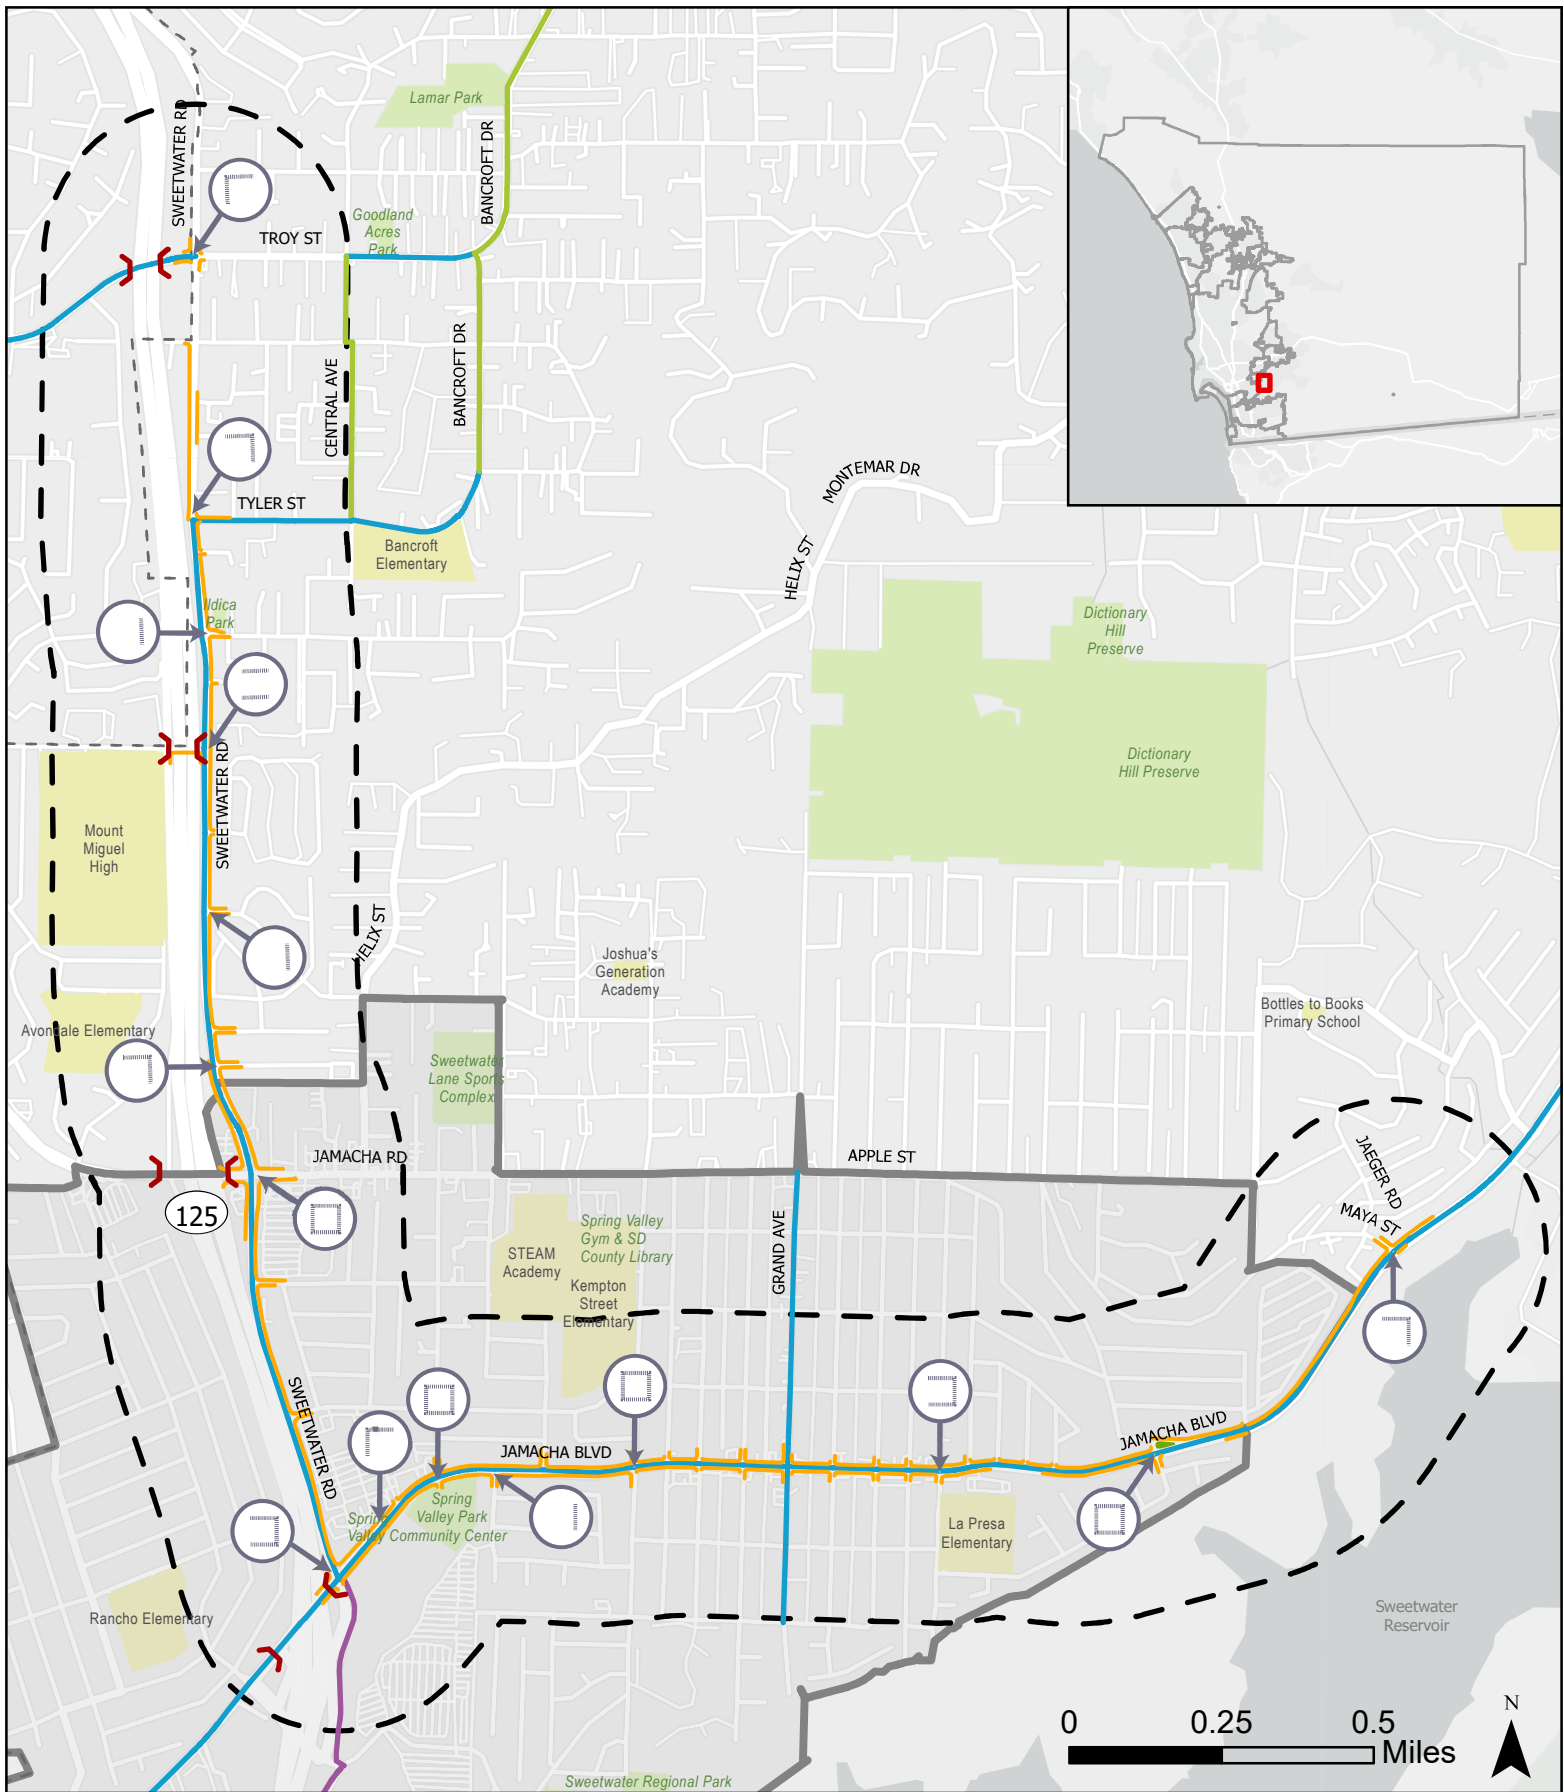 Lamar Park
SWEETWATER RD
BANCROFT DR
Goodland
Acres
Park
TROY ST
CENTRAL AVE
BANCROFT DR
TYLER ST
Bancroft
Elementary
MONTEMAR DR
HELIX ST
Ildica
Park
Dictionary
Hill
Preserve
Dictionary
Hill Preserve
SWEETWATER RD
Mount
Miguel
High
HELIX ST
Joshua's
Generation
Academy
Bottles to Books
Primary School
Avondale Elementary
Sweetwater
Lane Sports
Complex
JAMACHA RD
APPLE ST
JAEGER RD
MAYA ST
125
STEAM
Academy
Spring Valley
Gym & SD
County Library
GRAND AVE
Kempton
Street
Elementary
SWEETWATER RD
JAMACHA BLVD
JAMACHA BLVD
Spring
Valley Park
Spring
Valley Community Center
La Presa
Elementary
Rancho Elementary
Sweetwater
Reservoir
N
0 0.25 0.5
Miles
Sweetwater Regional Park